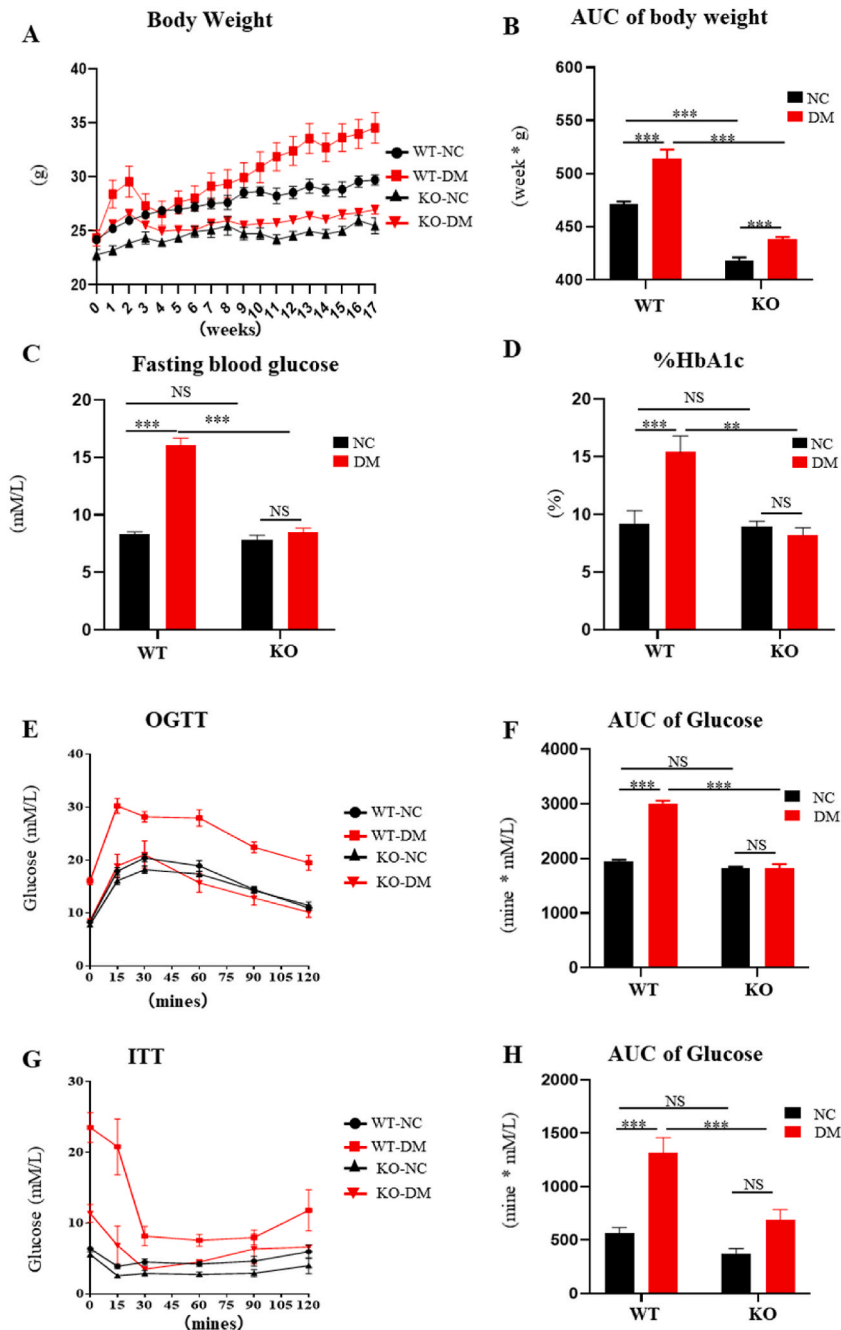 A
Body Weight
40
35
30
25
20
(g)
0 1 2 3 4 5 6 7 8 9 10 11 12 13 14 15 16 17
(weeks)
WT-NC
WT-DM
KO-NC
KO-DM
B
AUC of body weight
600
550
500
450
400
(week * g)
***
***
***
***
NC
DM
WT KO
C
Fasting blood glucose
20
15
10
5
0
(mM/L)
NS
***
***
NS
NC
DM
WT KO
D
%HbA1c
20
15
10
5
0
(%)
NS
***
**
NS
NC
DM
WT KO
E
OGTT
40
30
20
10
0
Glucose (mM/L)
0 15 30 45 60 75 90 105 120
(mines)
WT-NC
WT-DM
KO-NC
KO-DM
F
AUC of Glucose
4000
3000
2000
1000
0
(mine * mM/L)
NS
***
***
NS
NC
DM
WT KO
G
ITT
30
20
10
0
Glucose (mM/L)
0 15 30 45 60 75 90 105 120
(mines)
WT-NC
WT-DM
KO-NC
KO-DM
H
AUC of Glucose
2000
1500
1000
500
0
(mine * mM/L)
NS
***
***
NS
NC
DM
WT KO